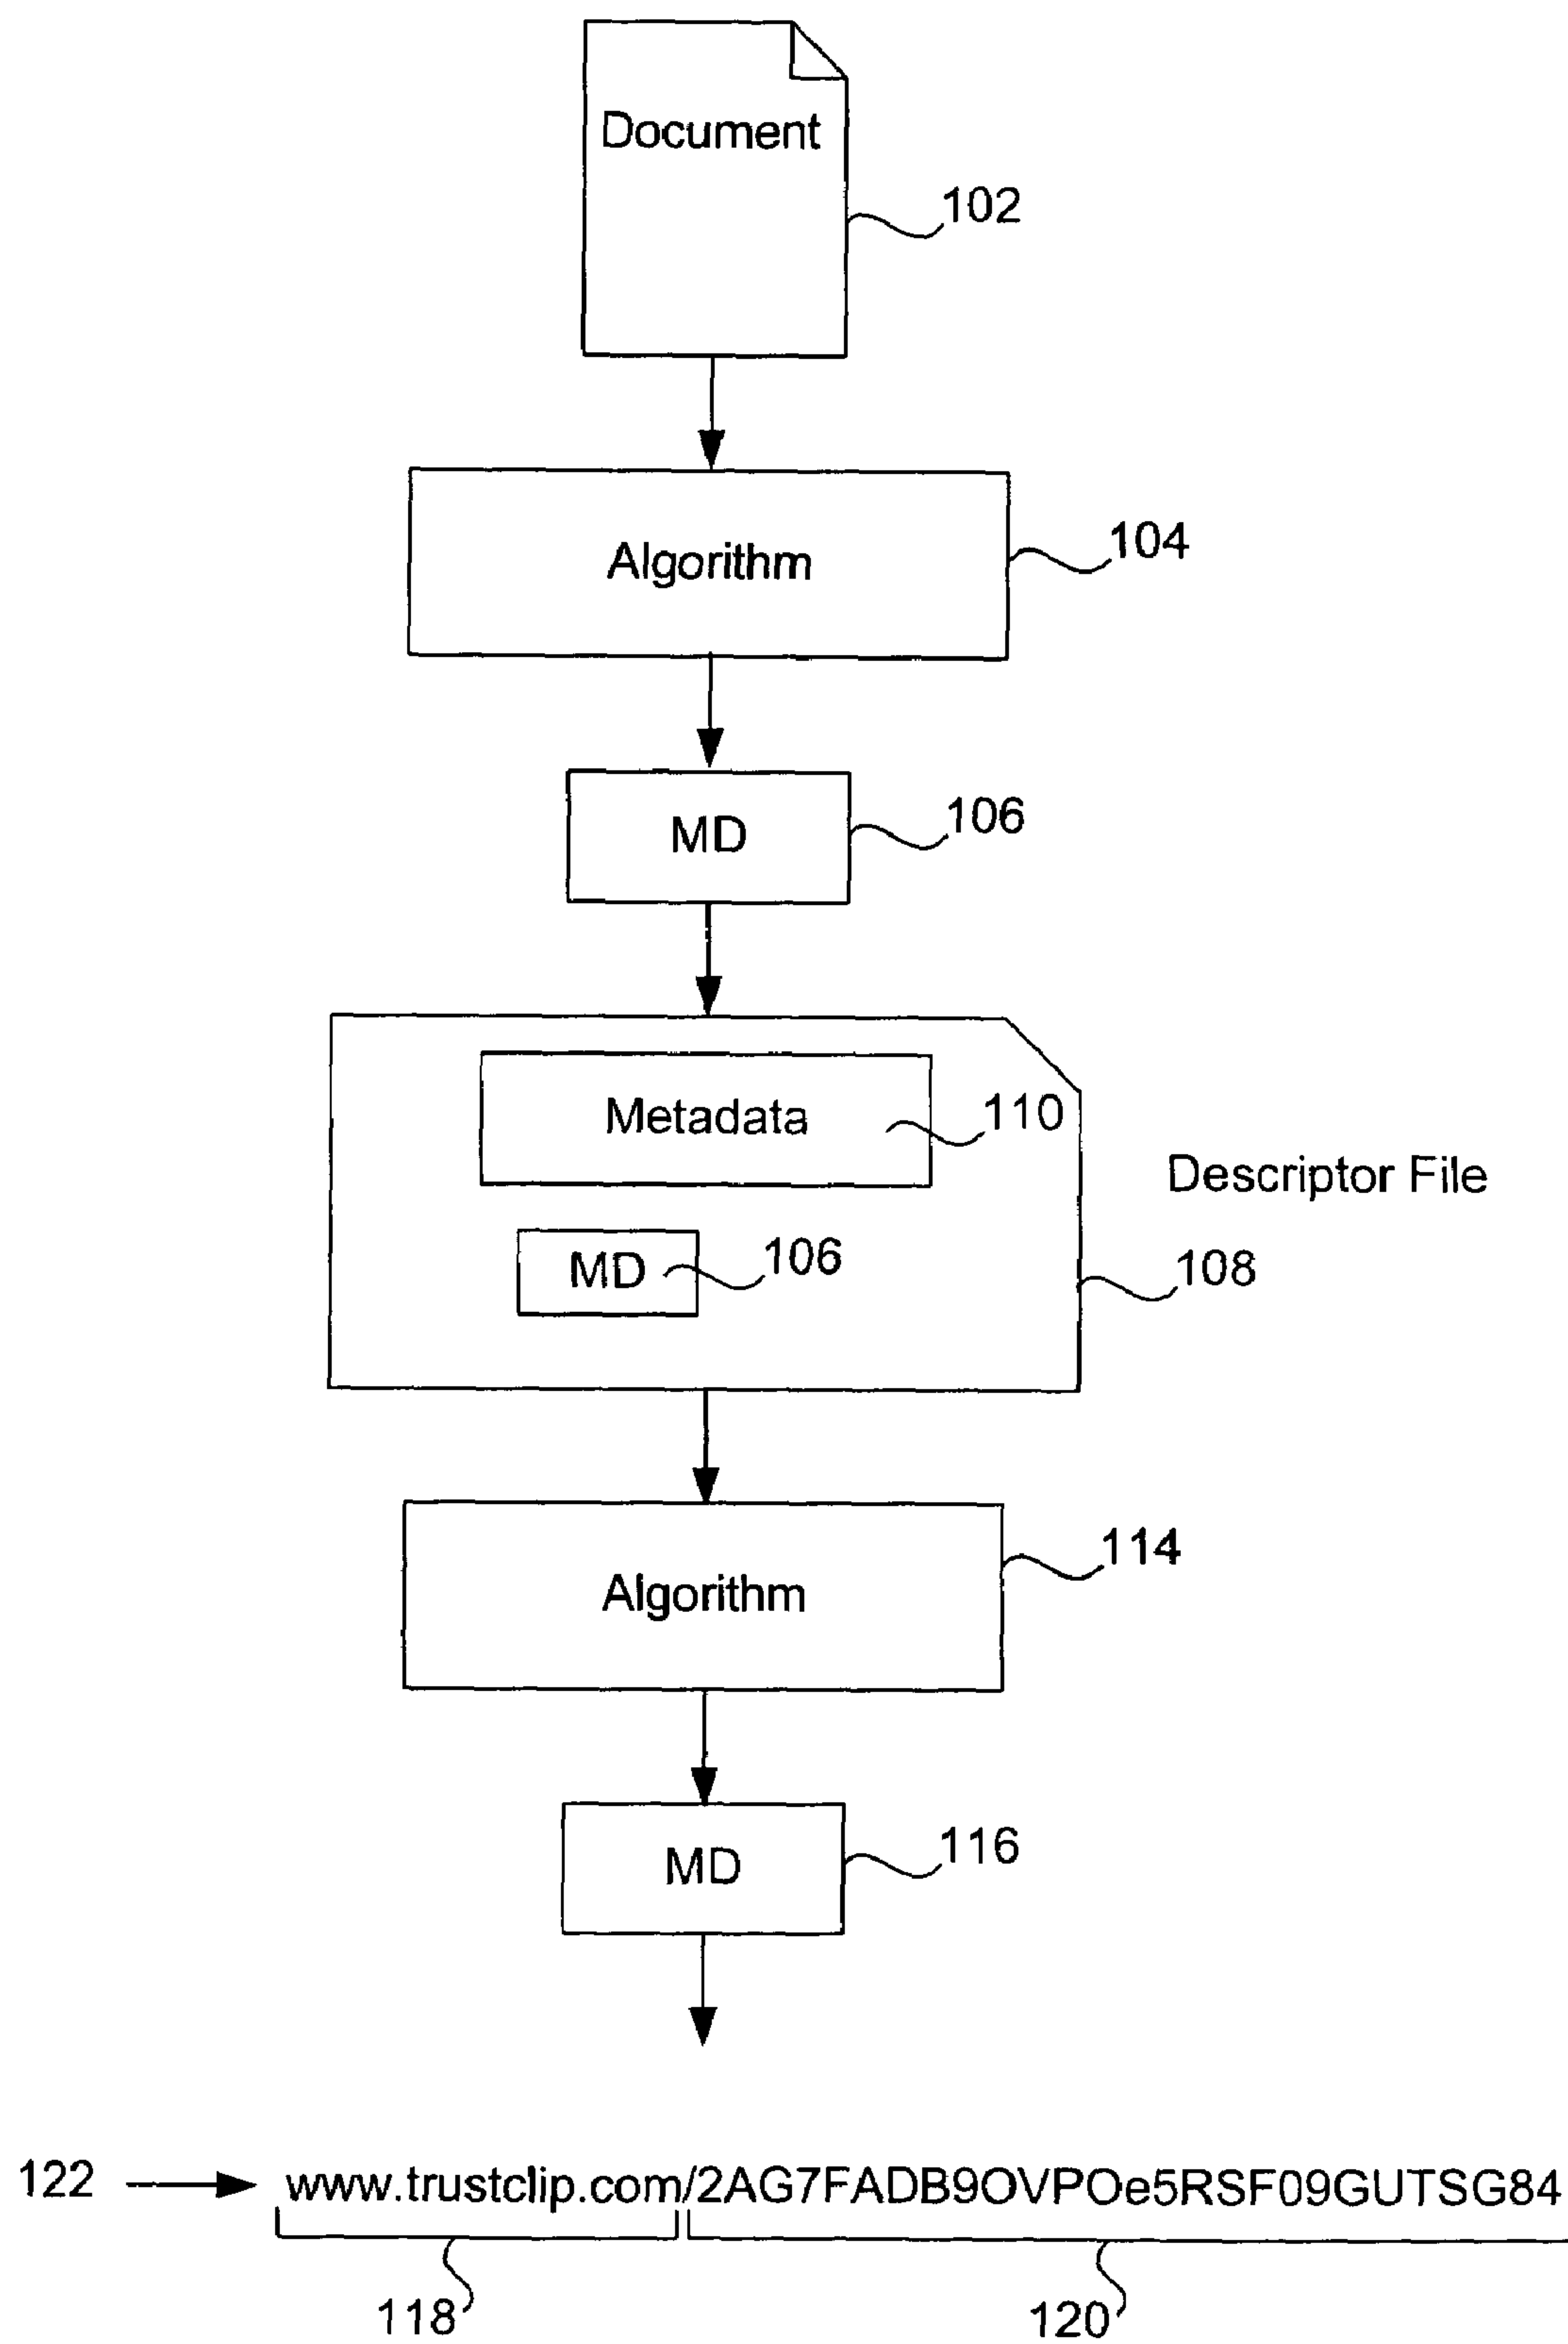 Document
102
Algorithm
104
MD
106
Metadata
110
Descriptor File
MD
106
108
Algorithm
114
MD
116
122
www.trustclip.com/2AG7FADB9OVPOe5RSF09GUTSG84
118
120